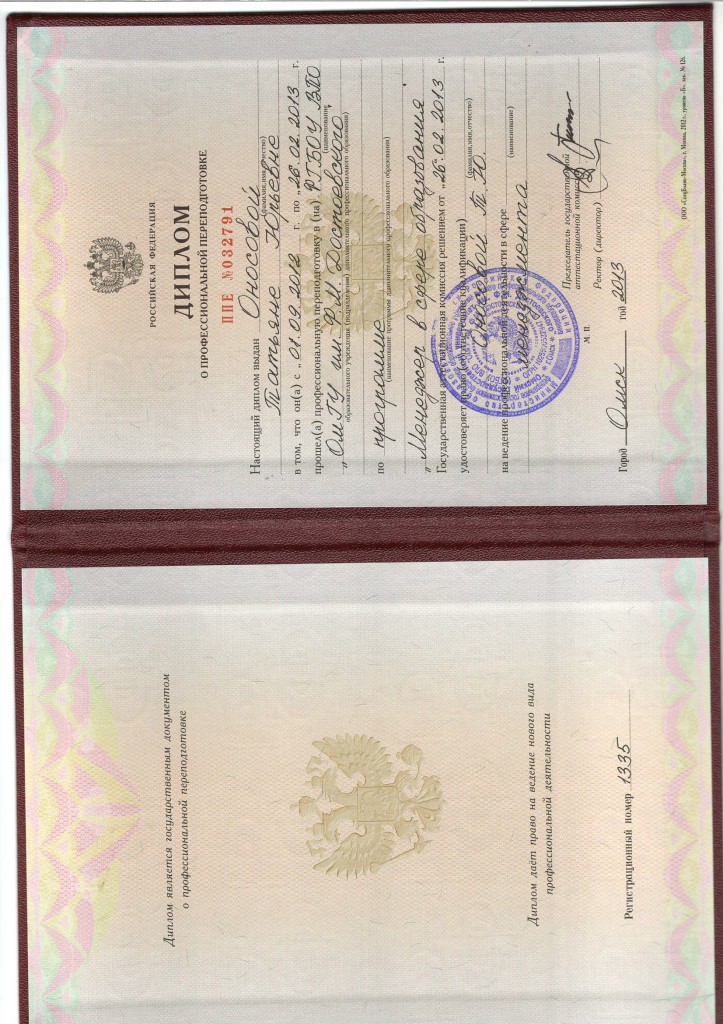 Диплом является государственным документом
о профессиональной переподготовке
Диплом даёт право на ведение нового вида
профессиональной деятельности
Регистрационный номер 1335
РОССИЙСКАЯ ФЕДЕРАЦИЯ
ДИПЛОМ
О ПРОФЕССИОНАЛЬНОЙ ПЕРЕПОДГОТОВКЕ
ППЕ №032791
Настоящий диплом выдан Оносовой
(фамилия,имя,отчество)
Татьяне Юрьевне
в том, что он(а) с „01.09.2012 г. по „26.02.2013 г.
прошел(а) профессиональную переподготовку в (на) ФГБОУ ВПО
(наименование
„ОмГУ им. Ф.М. Достоевского"
образовательного учреждения (подразделения) дополнительного профессионального образования)
по программе
(наименование программы дополнительного профессионального образования)
„Менеджер в сфере образования"
Государственная аттестационная комиссия решением от „26.02.2013 г.
удостоверяет право (соответствие квалификации)
Оносовой Т.Ю.
(фамилия,имя,отчество)
на ведение профессиональной деятельности в сфере
(наименование)
менеджмента
Председатель государственной
аттестационной комиссии
Ректор (директор)
М. П.
Город Омск год 2013